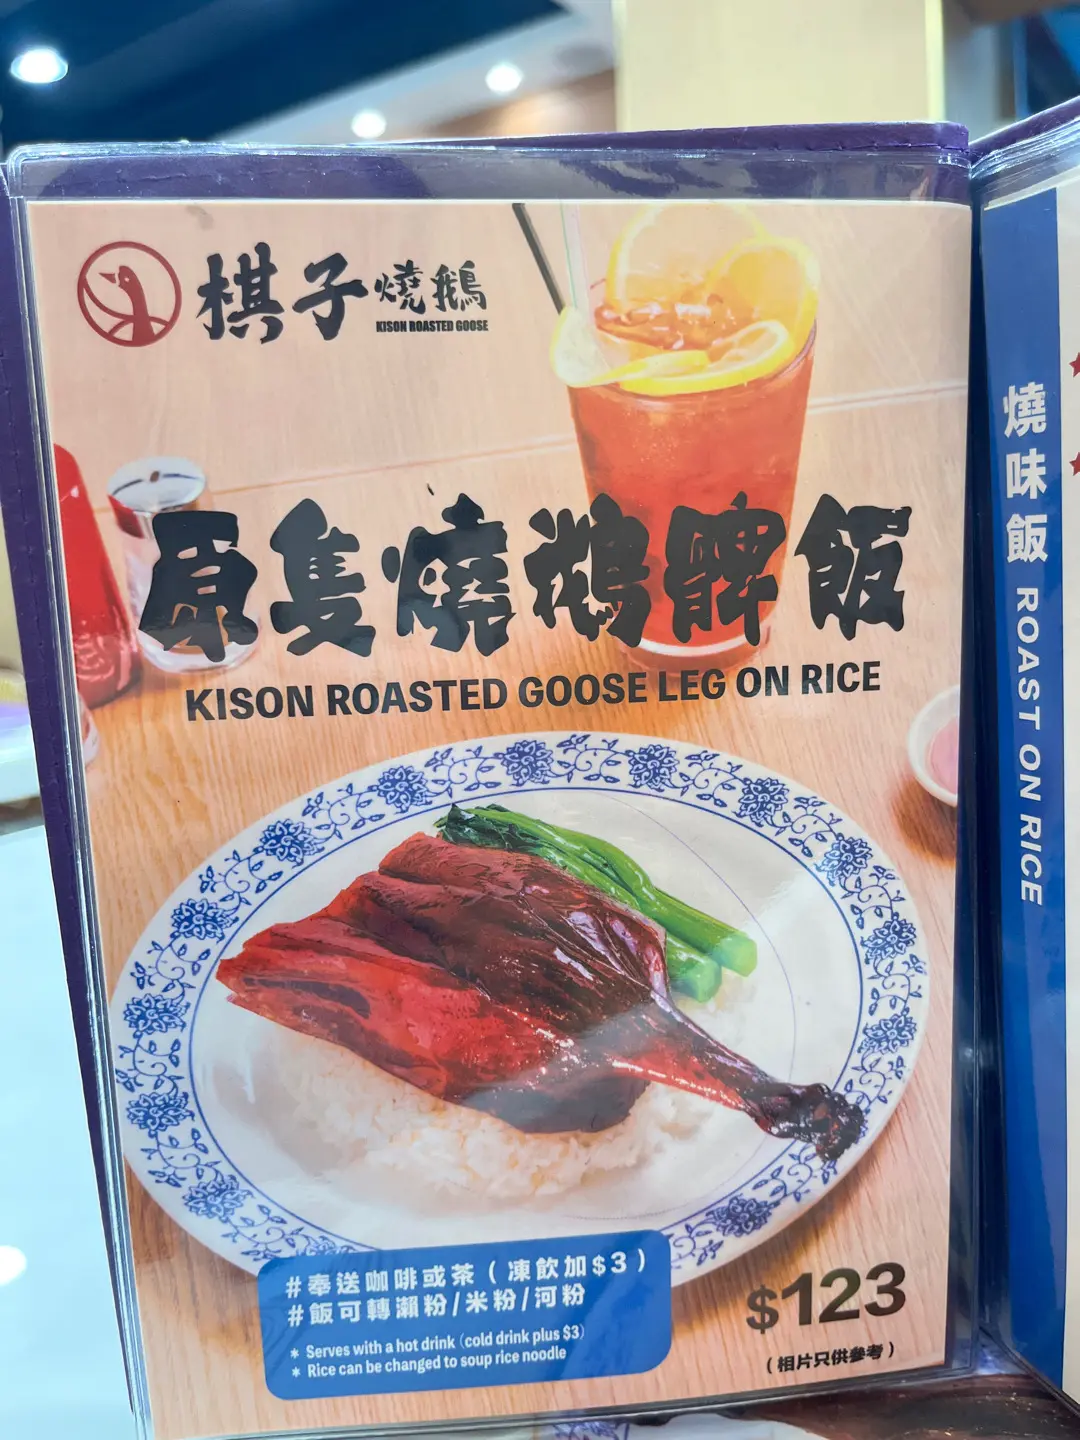 棋子燒鵝
KISON ROASTED GOOSE
原隻燒鵝髀飯
KISON ROASTED GOOSE LEG ON RICE
#奉送咖啡或茶（凍飲加$3）
#飯可轉瀨粉/米粉/河粉
* Serves with a hot drink (cold drink plus $3)
* Rice can be changed to soup rice noodle
$123
（相片只供參考）
燒味飯 ROAST ON RICE